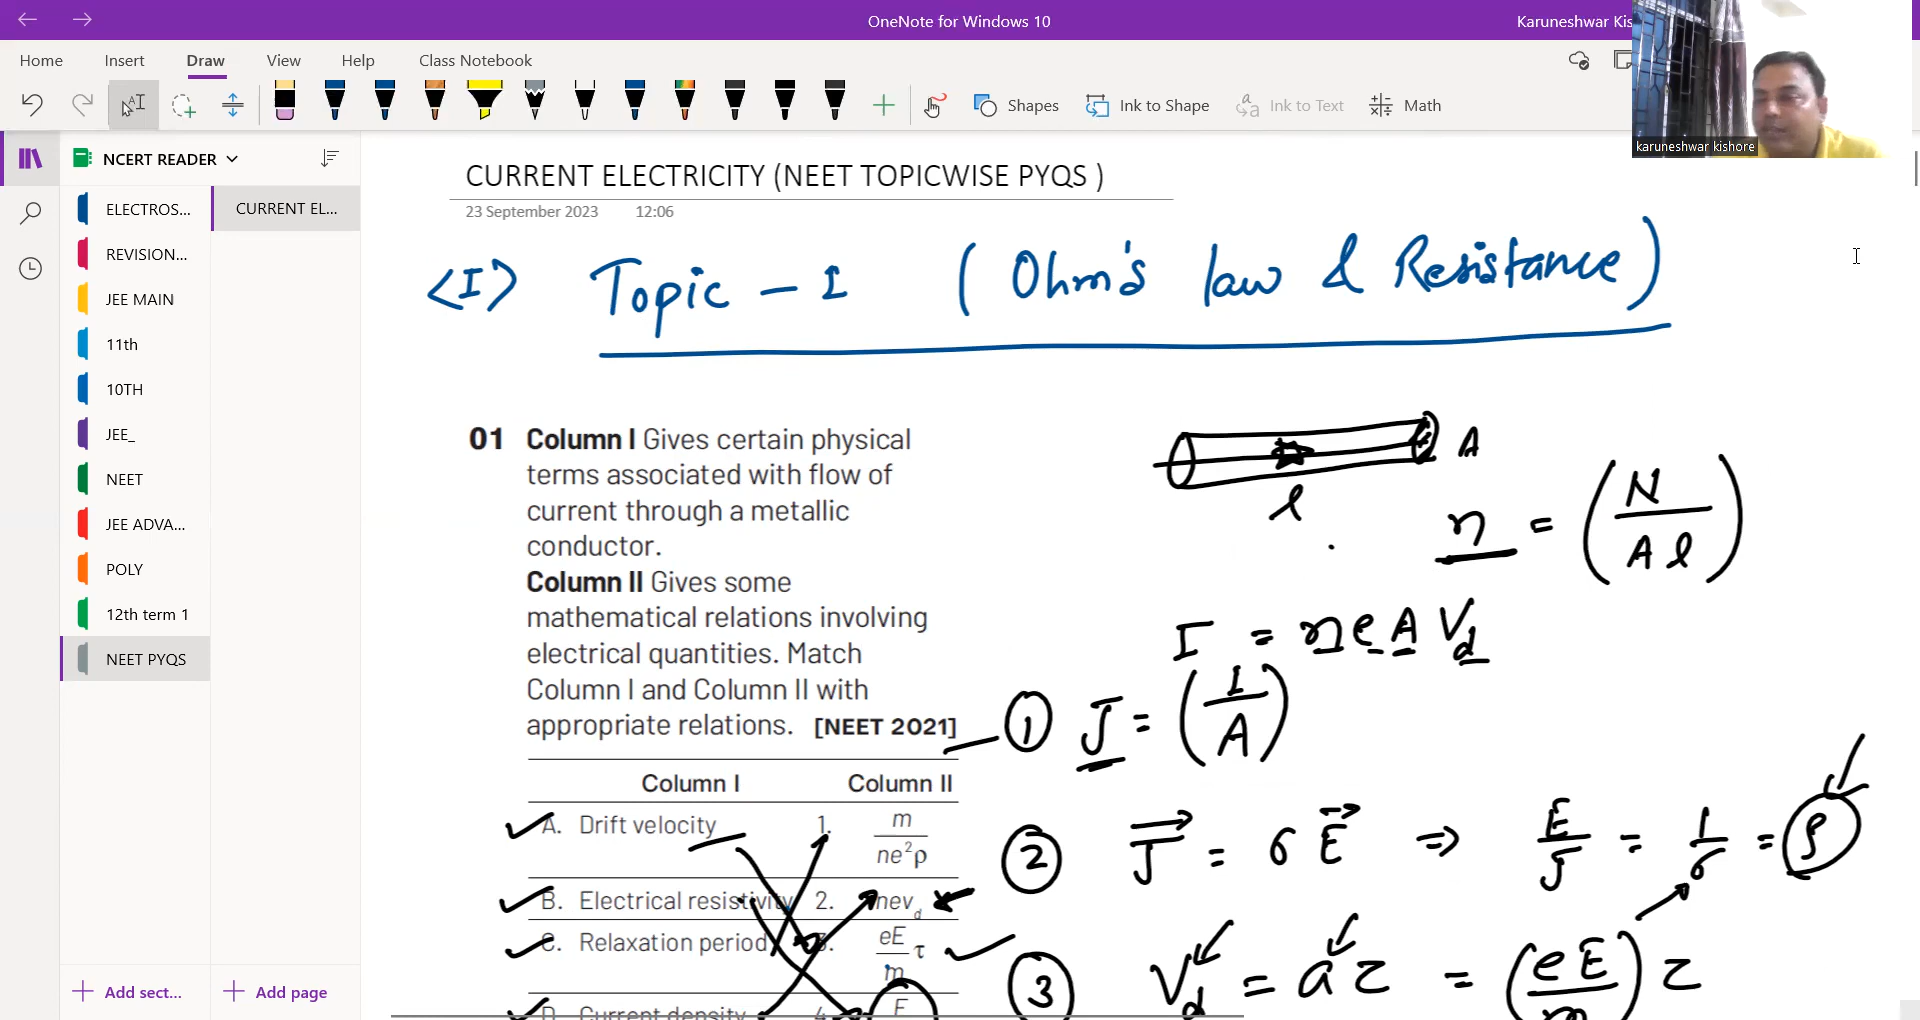 OneNote for Windows 10
Karuneshwar Kis
Home Insert Draw View Help Class Notebook
Shapes Ink to Shape Ink to Text Math
karuneshwar kishore
NCERT READER
ELECTROS...
REVISION...
JEE MAIN
11th
10TH
JEE_
NEET
JEE ADVA...
POLY
12th term 1
NEET PYQS
Add sect...
CURRENT EL...
Add page
CURRENT ELECTRICITY (NEET TOPICWISE PYQS )
23 September 2023 12:06
<I> Topic - I ( Ohm's law & Resistance)
01 Column I Gives certain physical
terms associated with flow of
current through a metallic
conductor.
Column II Gives some
mathematical relations involving
electrical quantities. Match
Column I and Column II with
appropriate relations. [NEET 2021]
Column I Column II
A. Drift velocity 1. m/ne²ρ
B. Electrical resistivity 2. nev_d
C. Relaxation period 3. eE/m τ
D. Current density 4. E
A
l
n = (N/Al)
I = neAV_d
① J = (I/A)
② J⃗ = σE⃗ ⇒ E/J = 1/σ = ρ
③ V_d = aτ = (eE/m)τ